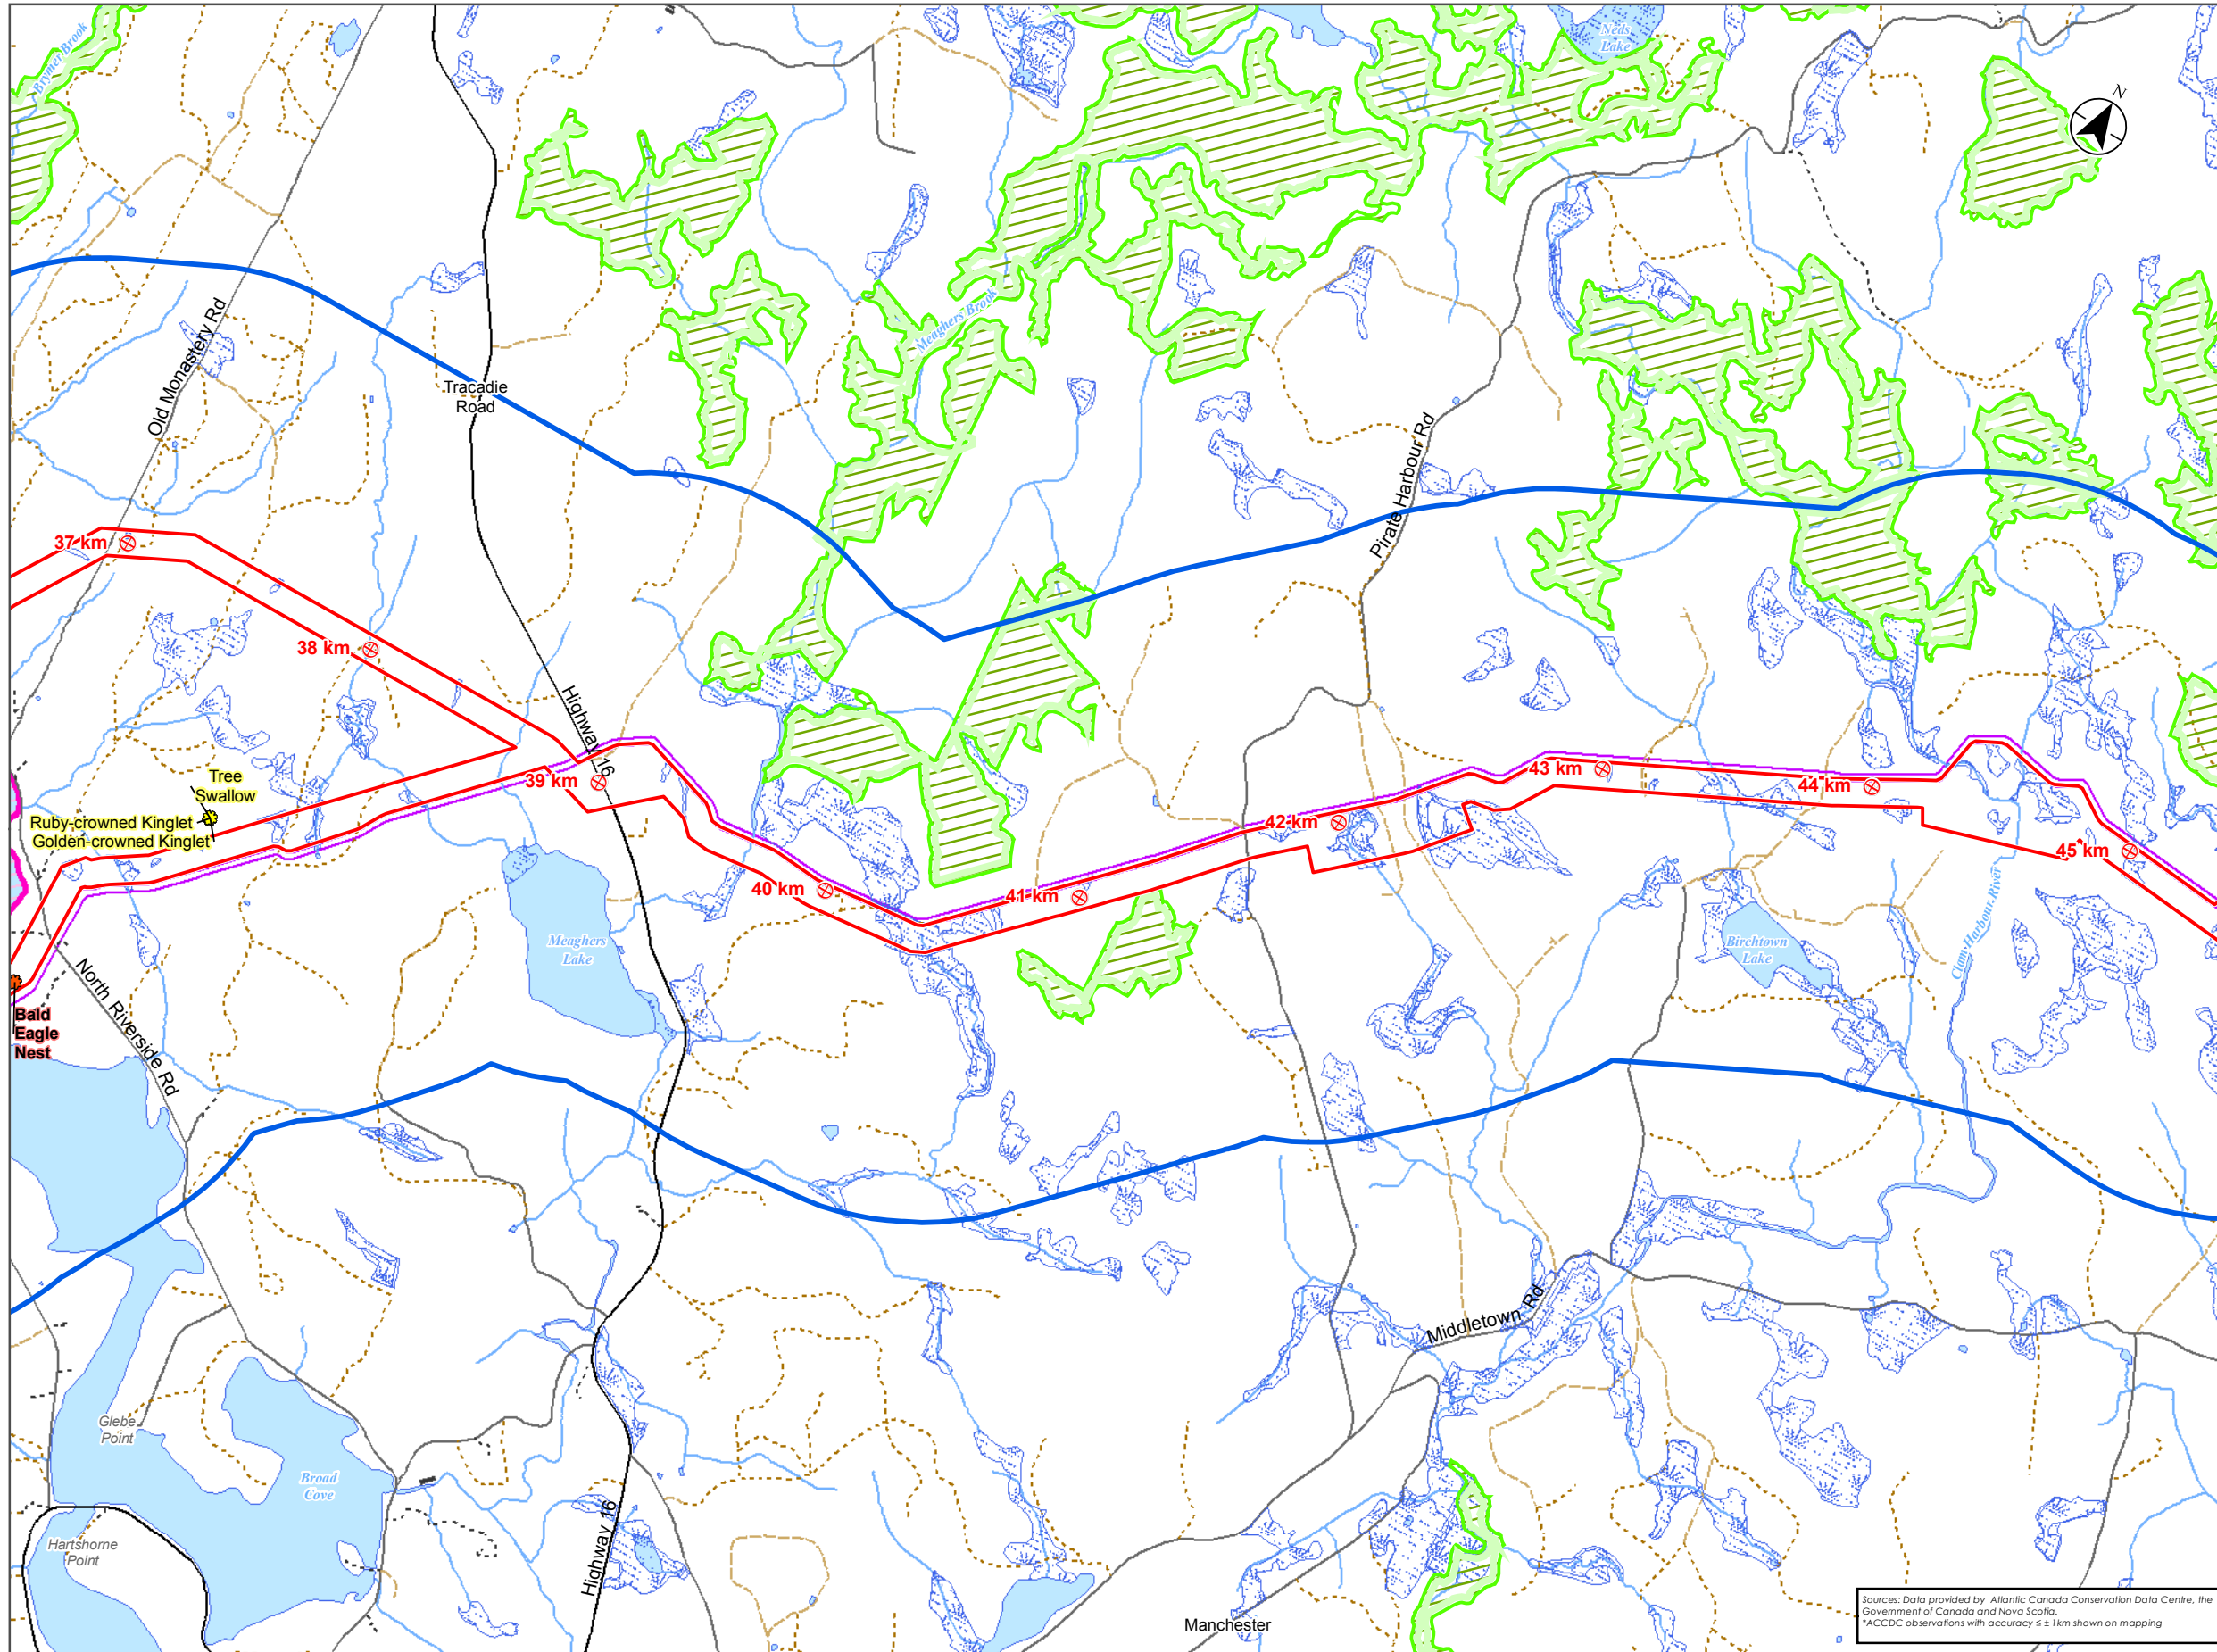 Brymer Brook
Neds
Lake
N
Old Monastery Rd
Meaghers Brook
Tracadie
Road
Pirate Harbour Rd
37 km
38 km
Highway 16
39 km
43 km
44 km
Tree
Swallow
Ruby-crowned Kinglet
Golden-crowned Kinglet
42 km
45 km
40 km
41 km
Meaghers
Lake
Birchtown
Lake
Clam Harbour River
North Riverside Rd
Bald
Eagle
Nest
Middletown Rd
Glebe
Point
Broad
Cove
Highway 16
Hartshorne
Point
Manchester
Sources: Data provided by Atlantic Canada Conservation Data Centre, the
Government of Canada and Nova Scotia.
*ACCDC observations with accuracy ≤ ± 1km shown on mapping